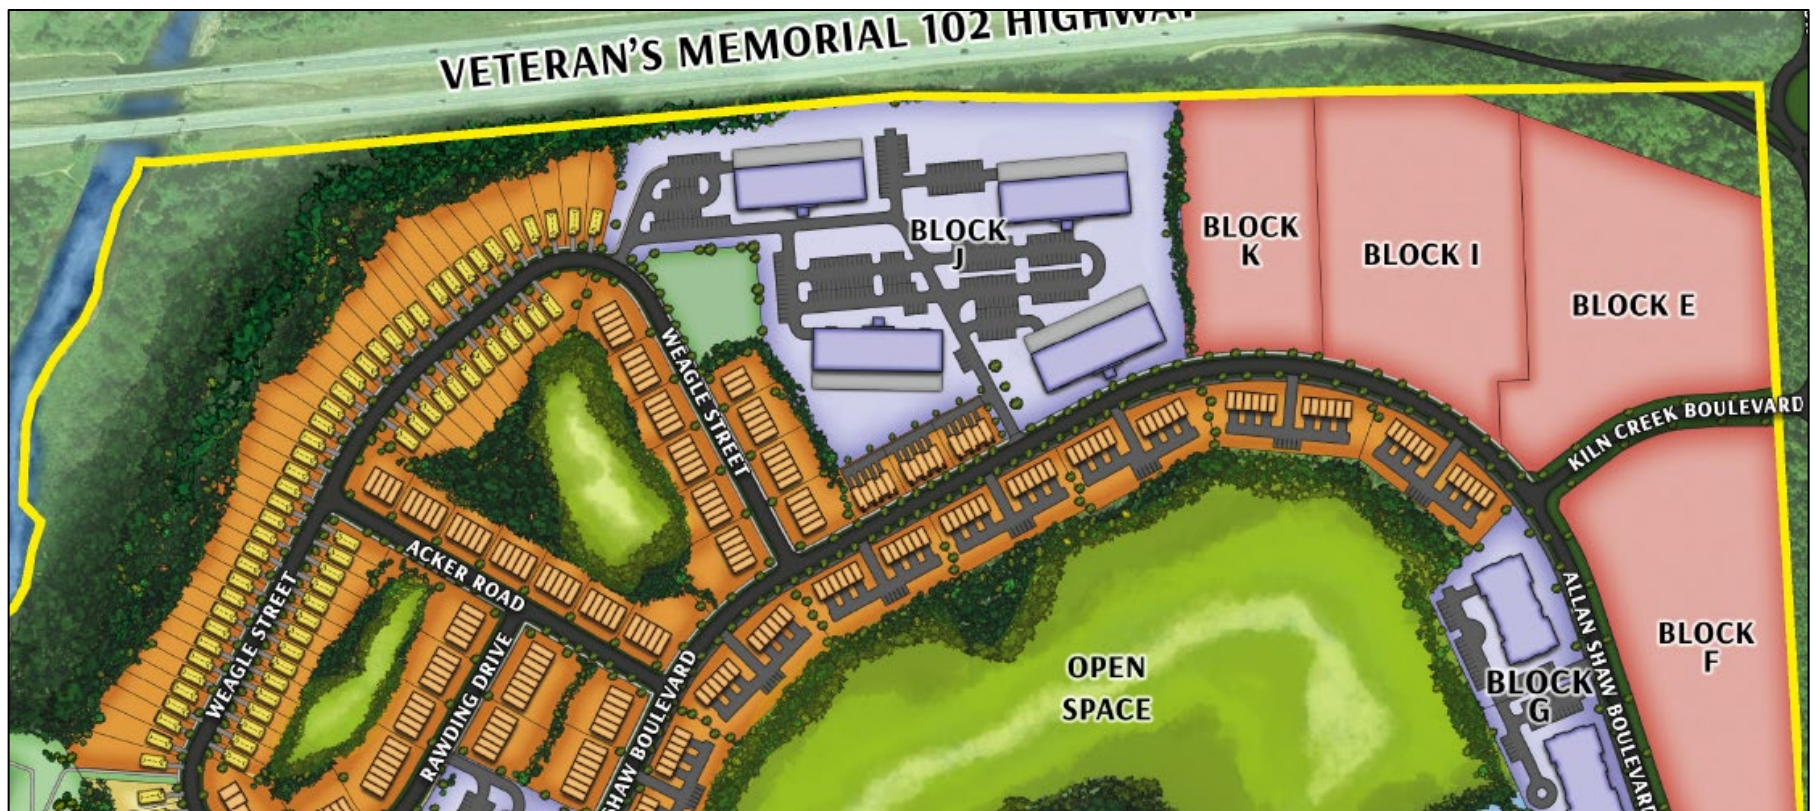 VETERAN'S MEMORIAL 102 HIGHWAY
BLOCK
J
BLOCK
K
BLOCK I
BLOCK E
WEAGLE STREET
KILN CREEK BOULEVARD
ACKER ROAD
WEAGLE STREET
RAWDING DRIVE
SHAW BOULEVARD
OPEN
SPACE
BLOCK
G
ALLAN SHAW BOULEVARD
BLOCK
F